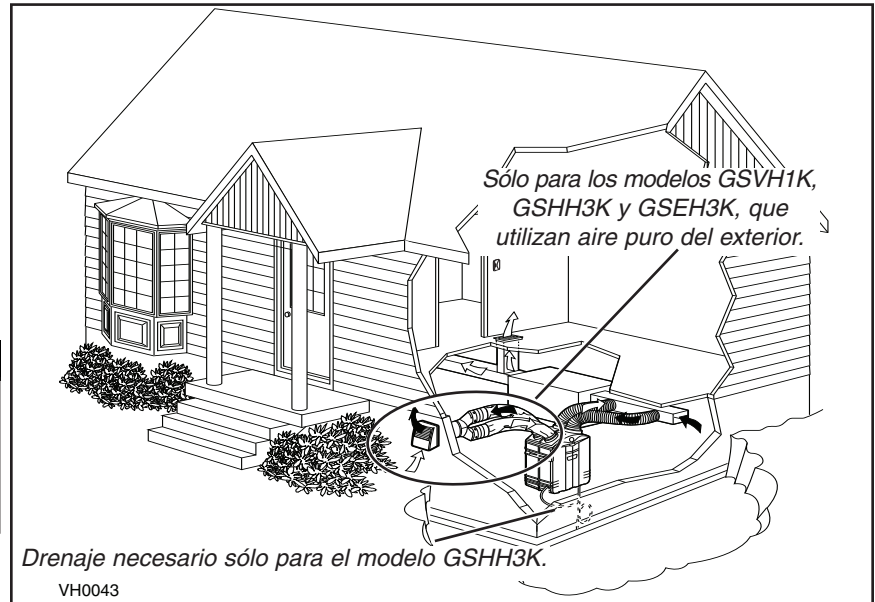 Sólo para los modelos GSVH1K,
GSHH3K y GSEH3K, que
utilizan aire puro del exterior.
Drenaje necesario sólo para el modelo GSHH3K.
VH0043